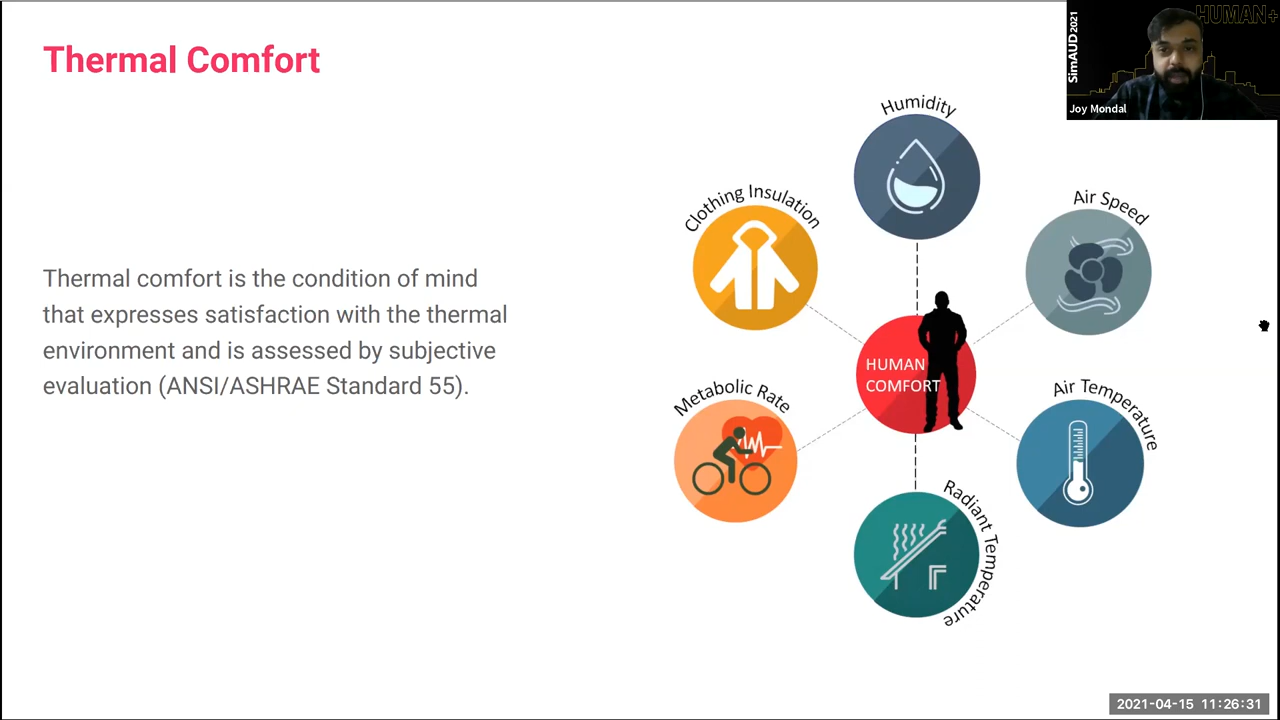 Thermal Comfort
Thermal comfort is the condition of mind
that expresses satisfaction with the thermal
environment and is assessed by subjective
evaluation (ANSI/ASHRAE Standard 55).
Humidity
Clothing Insulation
Air Speed
HUMAN
COMFORT
Metabolic Rate
Air Temperature
Radiant Temperature
SimAUD2021
HUMAN+
Joy Mondal
2021-04-15 11:26:31